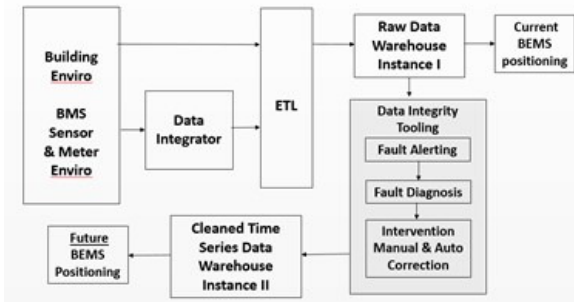 Building
Enviro
BMS
Sensor
& Meter
Enviro
Data
Integrator
ETL
Raw Data
Warehouse
Instance I
Current
BEMS
positioning
Data Integrity
Tooling
Fault Alerting
Fault Diagnosis
Intervention
Manual & Auto
Correction
Cleaned Time
Series Data
Warehouse
Instance II
Future
BEMS
Positioning